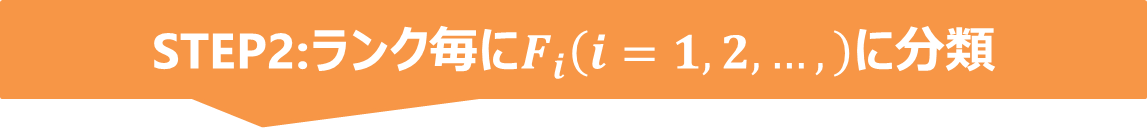 STEP2:ランク毎に𝑭ᵢ(𝒊 = 𝟏, 𝟐, … , )に分類